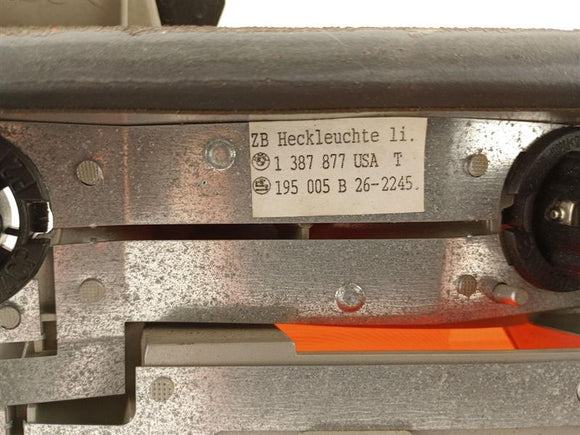 ZB Heckleuchte li.
1 387 877 USA T
195 005 B 26-2245.